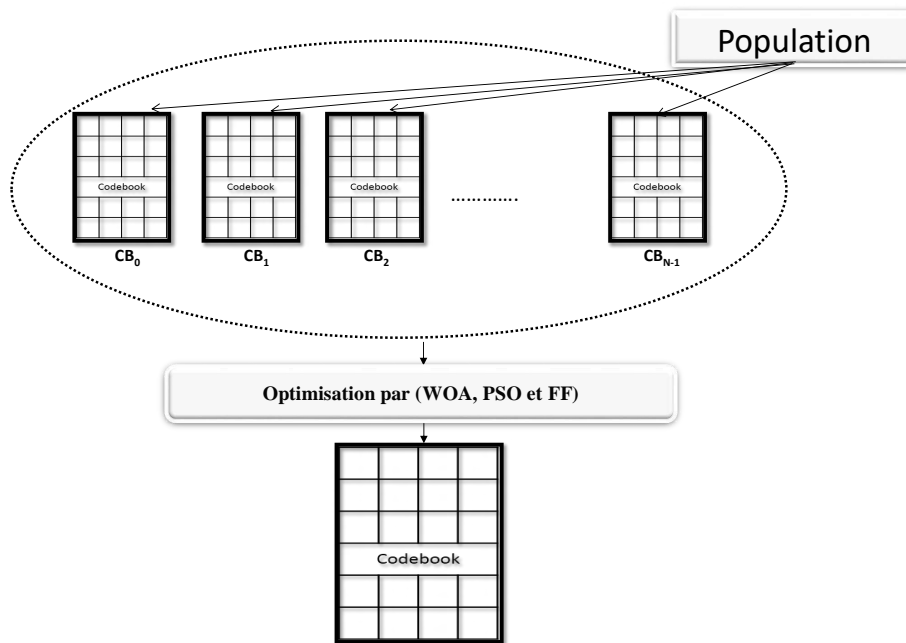 Population
Codebook
Codebook
Codebook
............
Codebook
CB0
CB1
CB2
CBN-1
Optimisation par (WOA, PSO et FF)
Codebook